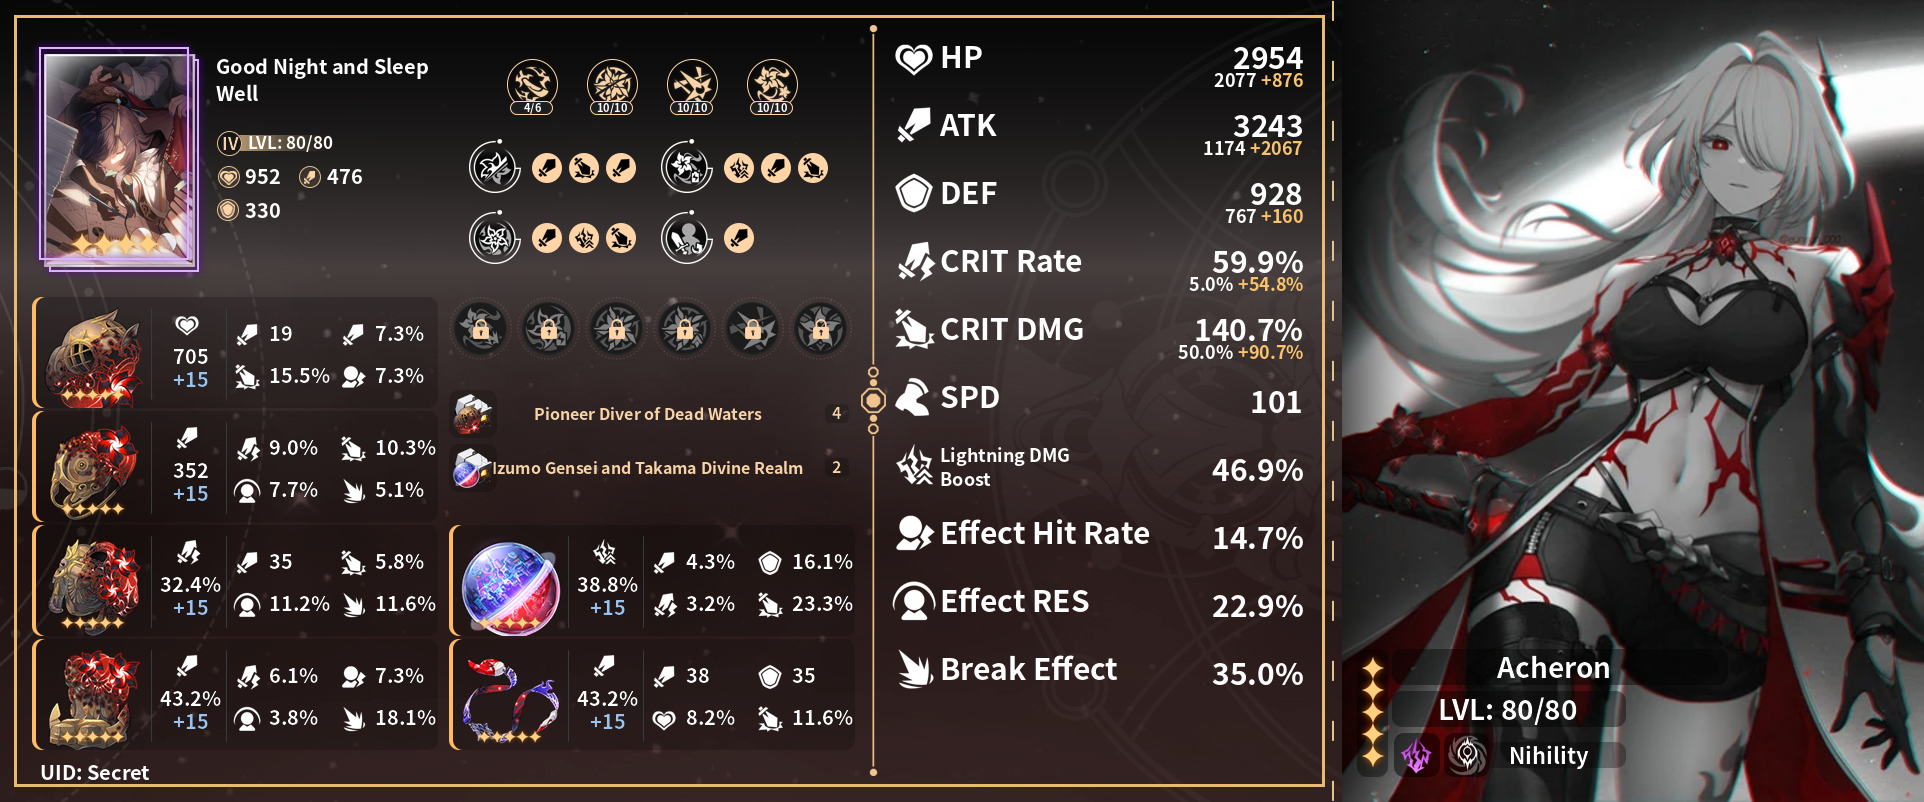 Good Night and Sleep
Well
IV LVL: 80/80
952 476
330
4/6 10/10 10/10 10/10
705
+15
19 7.3%
15.5% 7.3%
352
+15
9.0% 10.3%
7.7% 5.1%
32.4%
+15
35 5.8%
11.2% 11.6%
43.2%
+15
6.1% 7.3%
3.8% 18.1%
Pioneer Diver of Dead Waters 4
Izumo Gensei and Takama Divine Realm 2
38.8%
+15
4.3% 16.1%
3.2% 23.3%
43.2%
+15
38 35
8.2% 11.6%
UID: Secret
HP 2954
2077 +876
ATK 3243
1174 +2067
DEF 928
767 +160
CRIT Rate 59.9%
5.0% +54.8%
CRIT DMG 140.7%
50.0% +90.7%
SPD 101
Lightning DMG
Boost 46.9%
Effect Hit Rate 14.7%
Effect RES 22.9%
Break Effect 35.0%
Acheron
LVL: 80/80
Nihility